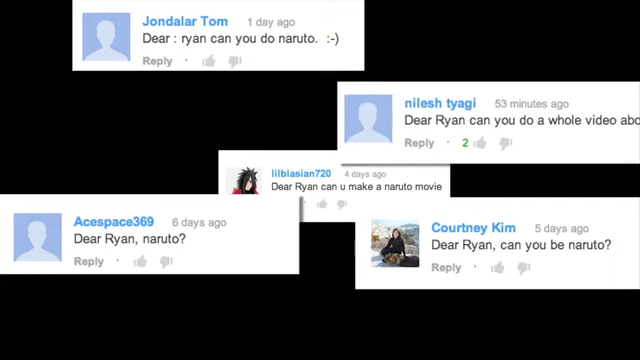 Jondalar Tom 1 day ago
Dear : ryan can you do naruto. :-)
Reply
nilesh tyagi 53 minutes ago
Dear Ryan can you do a whole video
Reply 2
lilblasian720 4 days ago
Dear Ryan can u make a naruto movie
Acespace369 6 days ago
Dear Ryan, naruto?
Reply
Courtney Kim 5 days ago
Dear Ryan, can you be naruto?
Reply